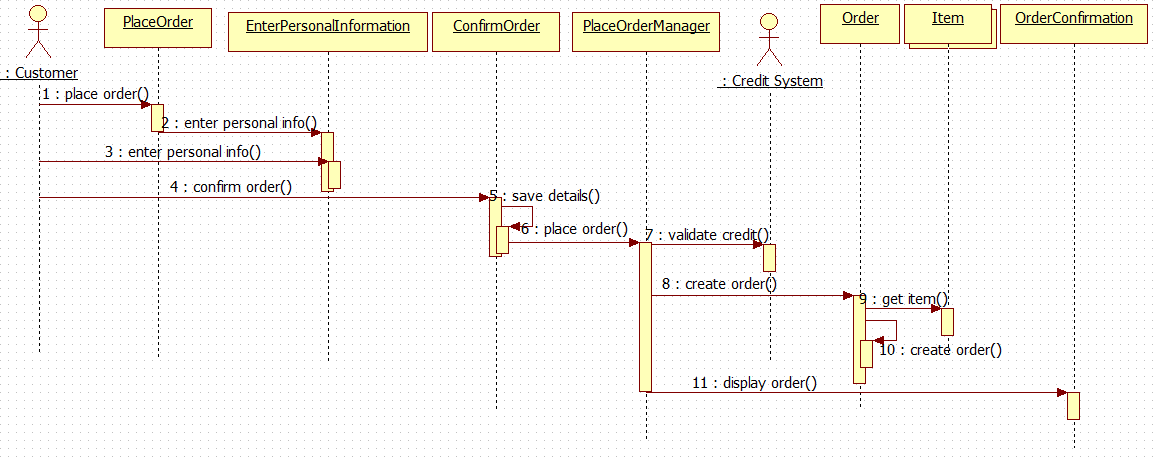 PlaceOrder
EnterPersonalInformation
ConfirmOrder
PlaceOrderManager
Order
Item
OrderConfirmation
: Customer
: Credit System
1 : place order()
2 : enter personal info()
3 : enter personal info()
4 : confirm order()
5 : save details()
6 : place order()
7 : validate credit()
8 : create order()
9 : get item()
10 : create order()
11 : display order()